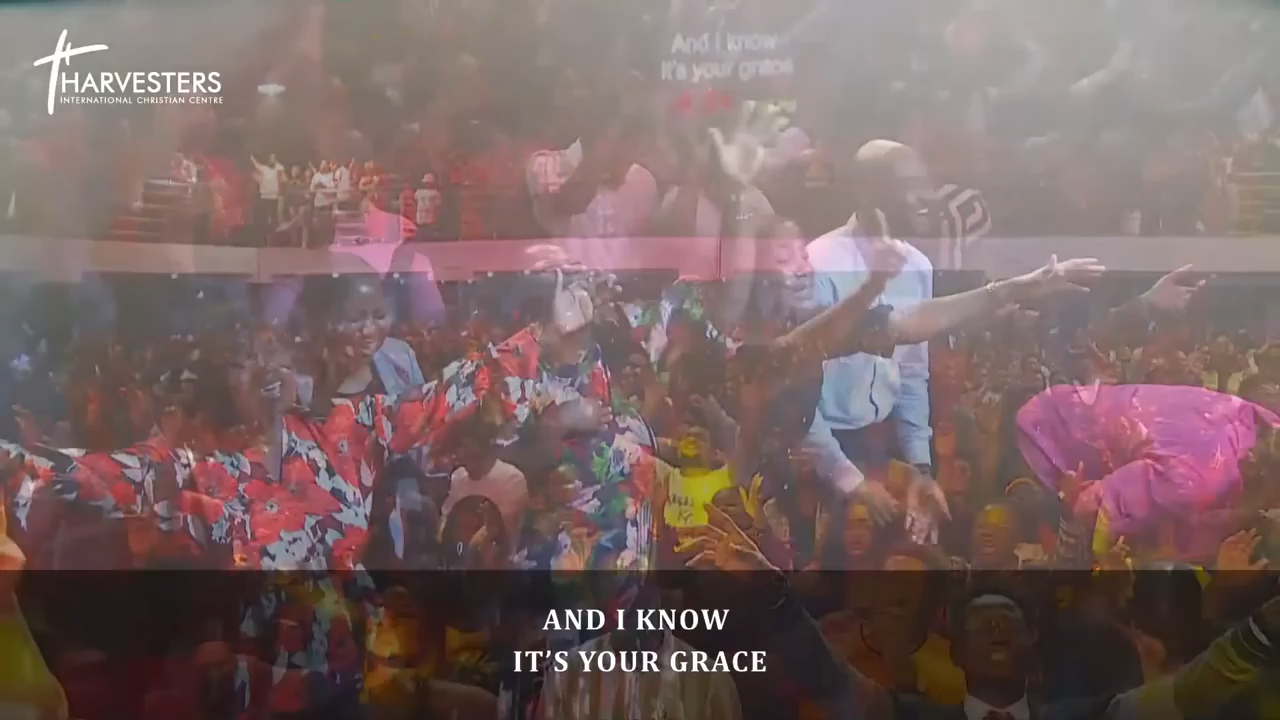 HARVESTERS
INTERNATIONAL CHRISTIAN CENTRE
And I know
it's your grace
AND I KNOW
IT'S YOUR GRACE